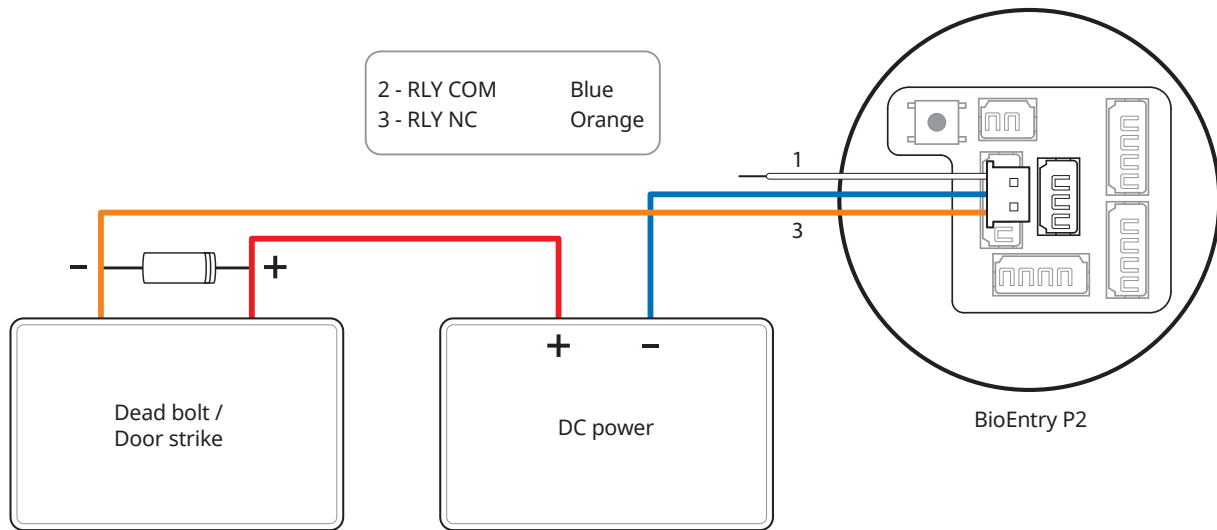 2 - RLY COM Blue
3 - RLY NC Orange
1
3
- +
+ -
Dead bolt /
Door strike
DC power
BioEntry P2